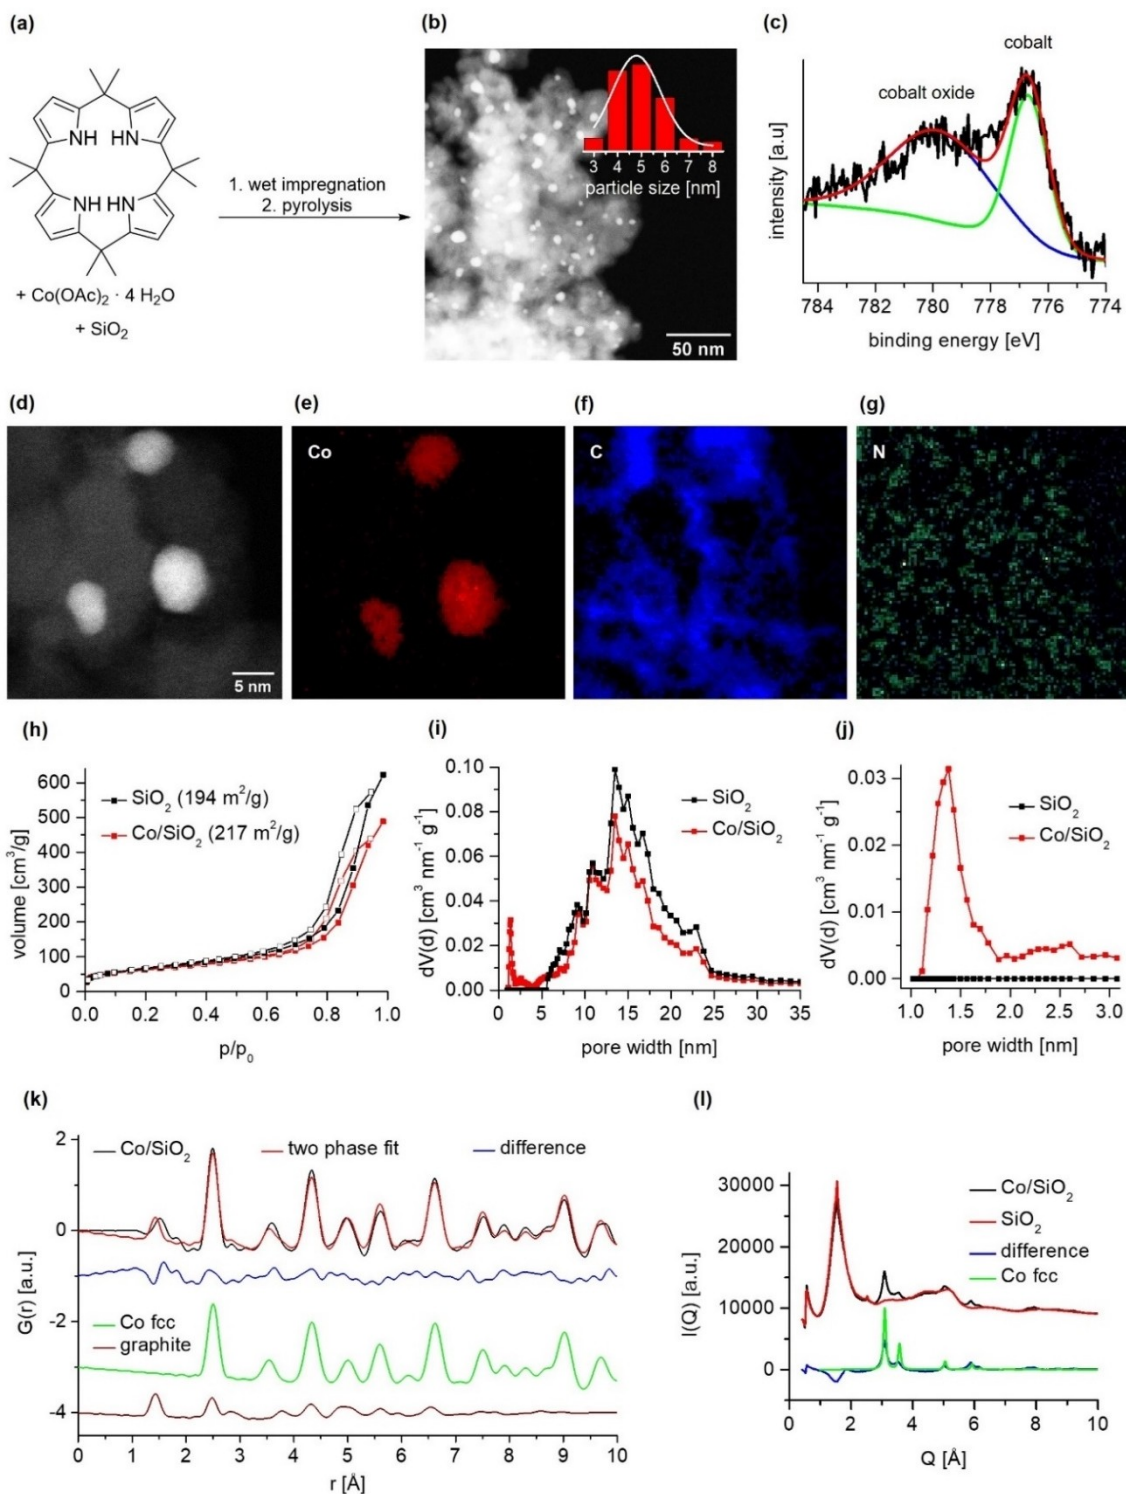 (a)
NH HN
NH HN
+ Co(OAc)₂ · 4 H₂O
+ SiO₂
1. wet impregnation
2. pyrolysis
(b)
3 4 5 6 7 8
particle size [nm]
50 nm
(c)
cobalt
cobalt oxide
intensity [a.u]
784 782 780 778 776 774
binding energy [eV]
(d)
5 nm
(e)
Co
(f)
C
(g)
N
(h)
SiO₂ (194 m²/g)
Co/SiO₂ (217 m²/g)
volume [cm³/g]
600
500
400
300
200
100
0
0.0 0.2 0.4 0.6 0.8 1.0
p/p₀
(i)
SiO₂
Co/SiO₂
dV(d) [cm³ nm⁻¹ g⁻¹]
0.10
0.08
0.06
0.04
0.02
0.00
0 5 10 15 20 25 30 35
pore width [nm]
(j)
SiO₂
Co/SiO₂
dV(d) [cm³ nm⁻¹ g⁻¹]
0.03
0.02
0.01
0.00
1.0 1.5 2.0 2.5 3.0
pore width [nm]
(k)
Co/SiO₂ two phase fit difference
Co fcc
graphite
G(r) [a.u.]
2
0
-2
-4
0 1 2 3 4 5 6 7 8 9 10
r [Å]
(l)
Co/SiO₂
SiO₂
difference
Co fcc
I(Q) [a.u.]
30000
20000
10000
0
0 2 4 6 8 10
Q [Å]